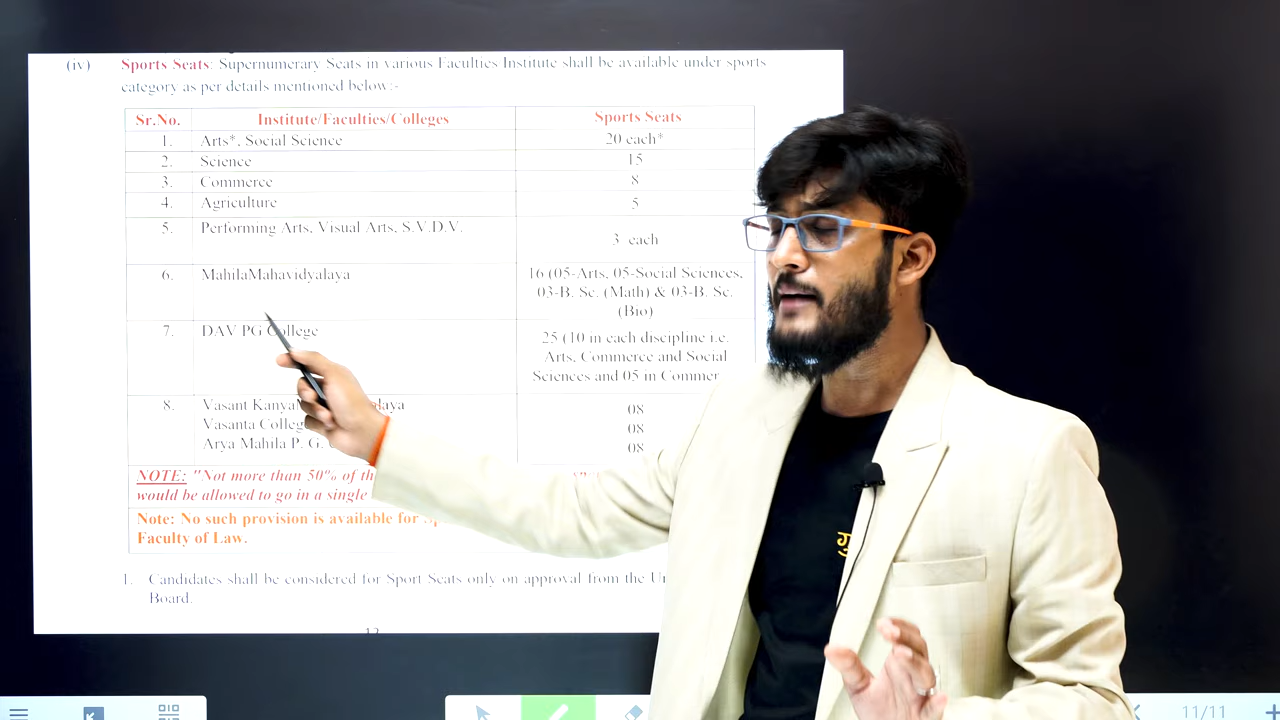 (iv) Sports Seats: Supernumerary Seats in various Faculties Institute shall be available under sports
category as per details mentioned below:-
Sr.No. Institute/Faculties/Colleges Sports Seats
1. Arts*, Social Science 20 each*
2. Science 15
3. Commerce 8
4. Agriculture 5
5. Performing Arts, Visual Arts, S.V.D.V. 3 each
6. MahilaMahavidyalaya 16 (05-Arts, 05-Social Sciences,
03-B. Sc. (Math) & 03-B. Sc.
(Bio)
7. DAV PG College 25 (10 in each discipline i.e.
Arts, Commerce and Social
Sciences and 05 in Commer
8. Vasant Kanya laya 08
Vasanta Colleg 08
Arya Mahila P. G. 08
NOTE: "Not more than 50% of th
would be allowed to go in a single
Note: No such provision is available for Sp
Faculty of Law.
1. Candidates shall be considered for Sport Seats only on approval from the Un
Board.
11/11